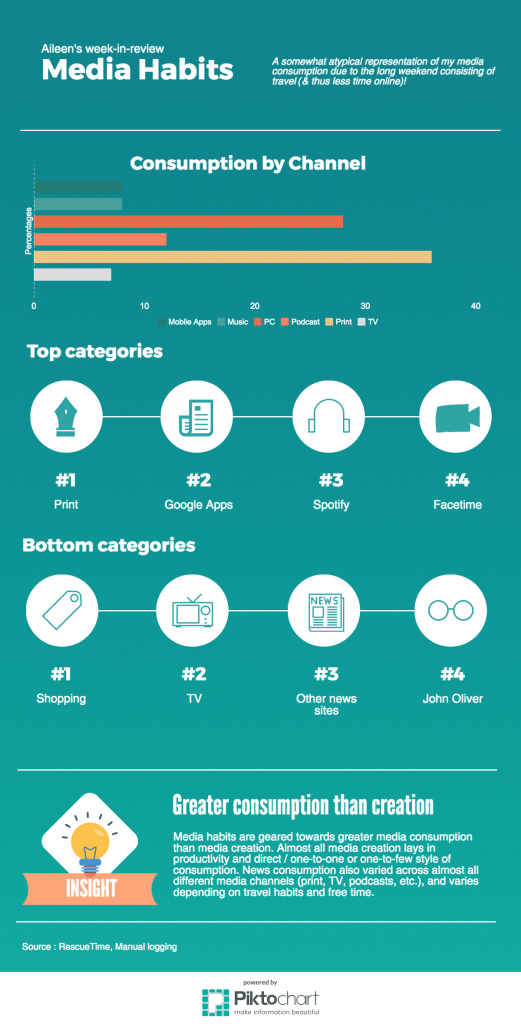 Aileen's week-in-review
Media Habits
A somewhat atypical representation of my media
consumption due to the long weekend consisting of
travel (& thus less time online)!
Consumption by Channel
Percentages
0 10 20 30 40
Mobile Apps Music PC Podcast Print TV
Top categories
#1 #2 #3 #4
Print Google Apps Spotify Facetime
Bottom categories
NEWS
#1 #2 #3 #4
Shopping TV Other news John Oliver
sites
Greater consumption than creation
Media habits are geared towards greater media consumption
than media creation. Almost all media creation lays in
productivity and direct / one-to-one or one-to-few style of
consumption. News consumption also varied across almost all
different media channels (print, TV, podcasts, etc.), and varies
depending on travel habits and free time.
INSIGHT
Source : RescueTime, Manual logging
powered by
Piktochart
make information beautiful